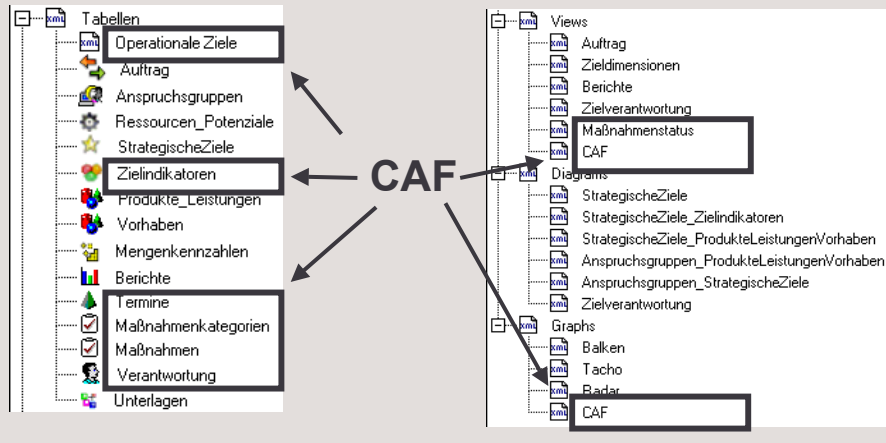 Tabellen
Operationale Ziele
Auftrag
Anspruchsgruppen
Ressourcen_Potenziale
StrategischeZiele
Zielindikatoren
Produkte_Leistungen
Vorhaben
Mengenkennzahlen
Berichte
Termine
Maßnahmenkategorien
Maßnahmen
Verantwortung
Unterlagen
CAF
Views
Auftrag
Zieldimensionen
Berichte
Zielverantwortung
Maßnahmenstatus
CAF
Diagrams
StrategischeZiele
StrategischeZiele_Zielindikatoren
StrategischeZiele_ProdukteLeistungenVorhaben
Anspruchsgruppen_ProdukteLeistungenVorhaben
Anspruchsgruppen_StrategischeZiele
Zielverantwortung
Graphs
Balken
Tacho
Radar
CAF